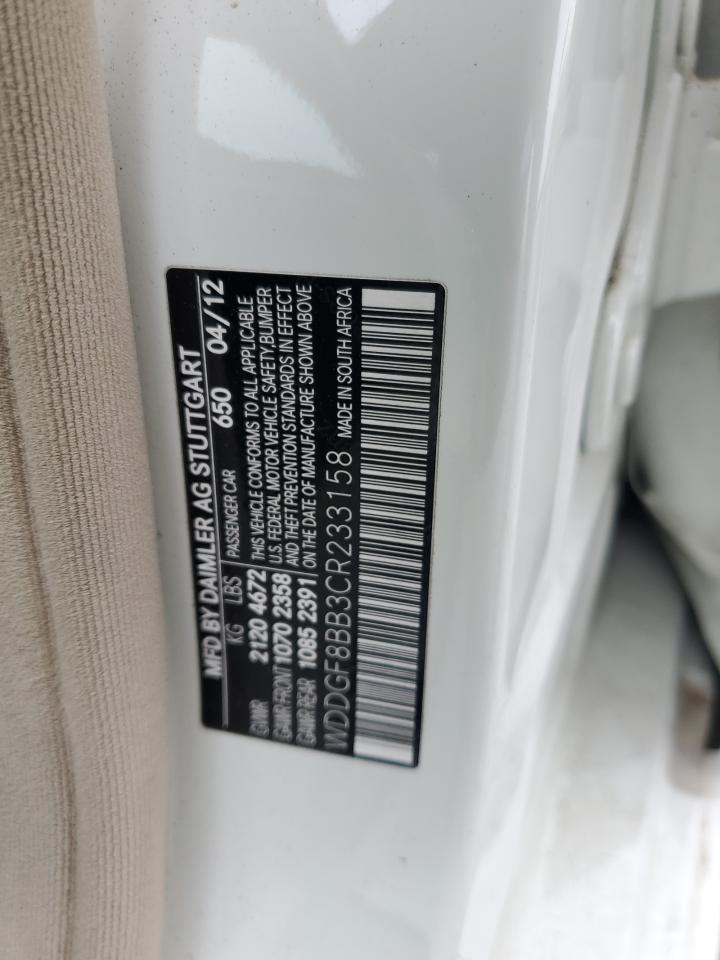 MFD BY DAIMLER AG STUTTGART
KG LBS PASSENGER CAR 650 04/12
GVWR 2120 4672 THIS VEHICLE CONFORMS TO ALL APPLICABLE
U.S. FEDERAL MOTOR VEHICLE SAFETY,BUMPER
GAWR FRONT 1070 2358 AND THEFT PREVENTION STANDARDS IN EFFECT
GAWR REAR 1085 2391 ON THE DATE OF MANUFACTURE SHOWN ABOVE
WDDGF8BB3CR233158 MADE IN SOUTH AFRICA